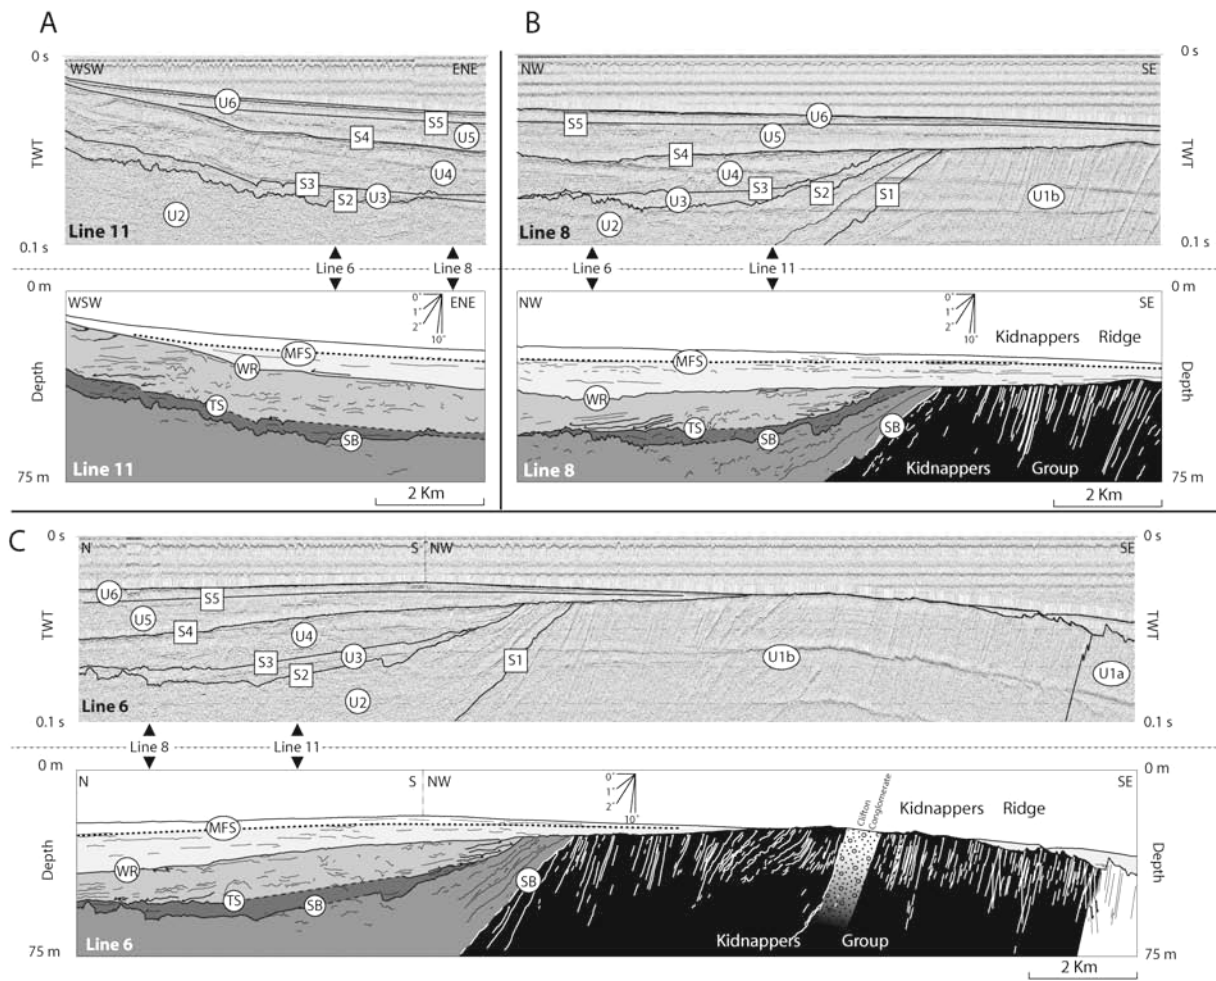 A
0 s
WSW
ENE
U6
S5
U5
S4
TWT
U4
S3
U3
S2
U2
Line 11
0.1 s
Line 6
Line 8
0 m
WSW
ENE
0°
1°
2°
10°
MFS
WR
Depth
TS
SB
Line 11
75 m
2 Km
B
0 s
NW
SE
U6
S5
U5
S4
TWT
U4
S3
S2
S1
U1b
U3
U2
Line 8
0.1 s
Line 6
Line 11
0 m
NW
SE
0°
1°
2°
10°
Kidnappers Ridge
MFS
WR
Depth
TS
SB
SB
Kidnappers Group
Line 8
75 m
2 Km
C
0 s
0 s
N
S
NW
SE
U6
S5
U5
S4
U4
TWT
TWT
S3
U3
S2
S1
U1b
U1a
U2
Line 6
0.1 s
0.1 s
Line 8
Line 11
0 m
0 m
N
S
NW
SE
0°
1°
2°
10°
Clifton
Conglomerate
Kidnappers Ridge
MFS
WR
Depth
Depth
TS
SB
SB
Kidnappers Group
Line 6
75 m
75 m
2 Km